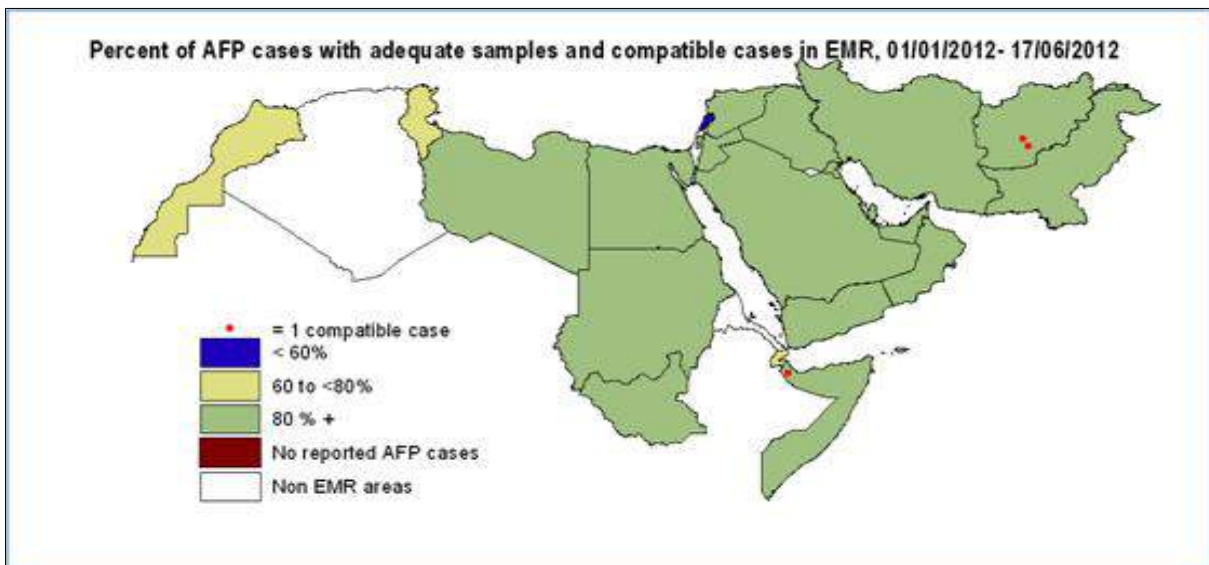 Percent of AFP cases with adequate samples and compatible cases in EMR, 01/01/2012- 17/06/2012
= 1 compatible case
< 60%
60 to <80%
80 % +
No reported AFP cases
Non EMR areas